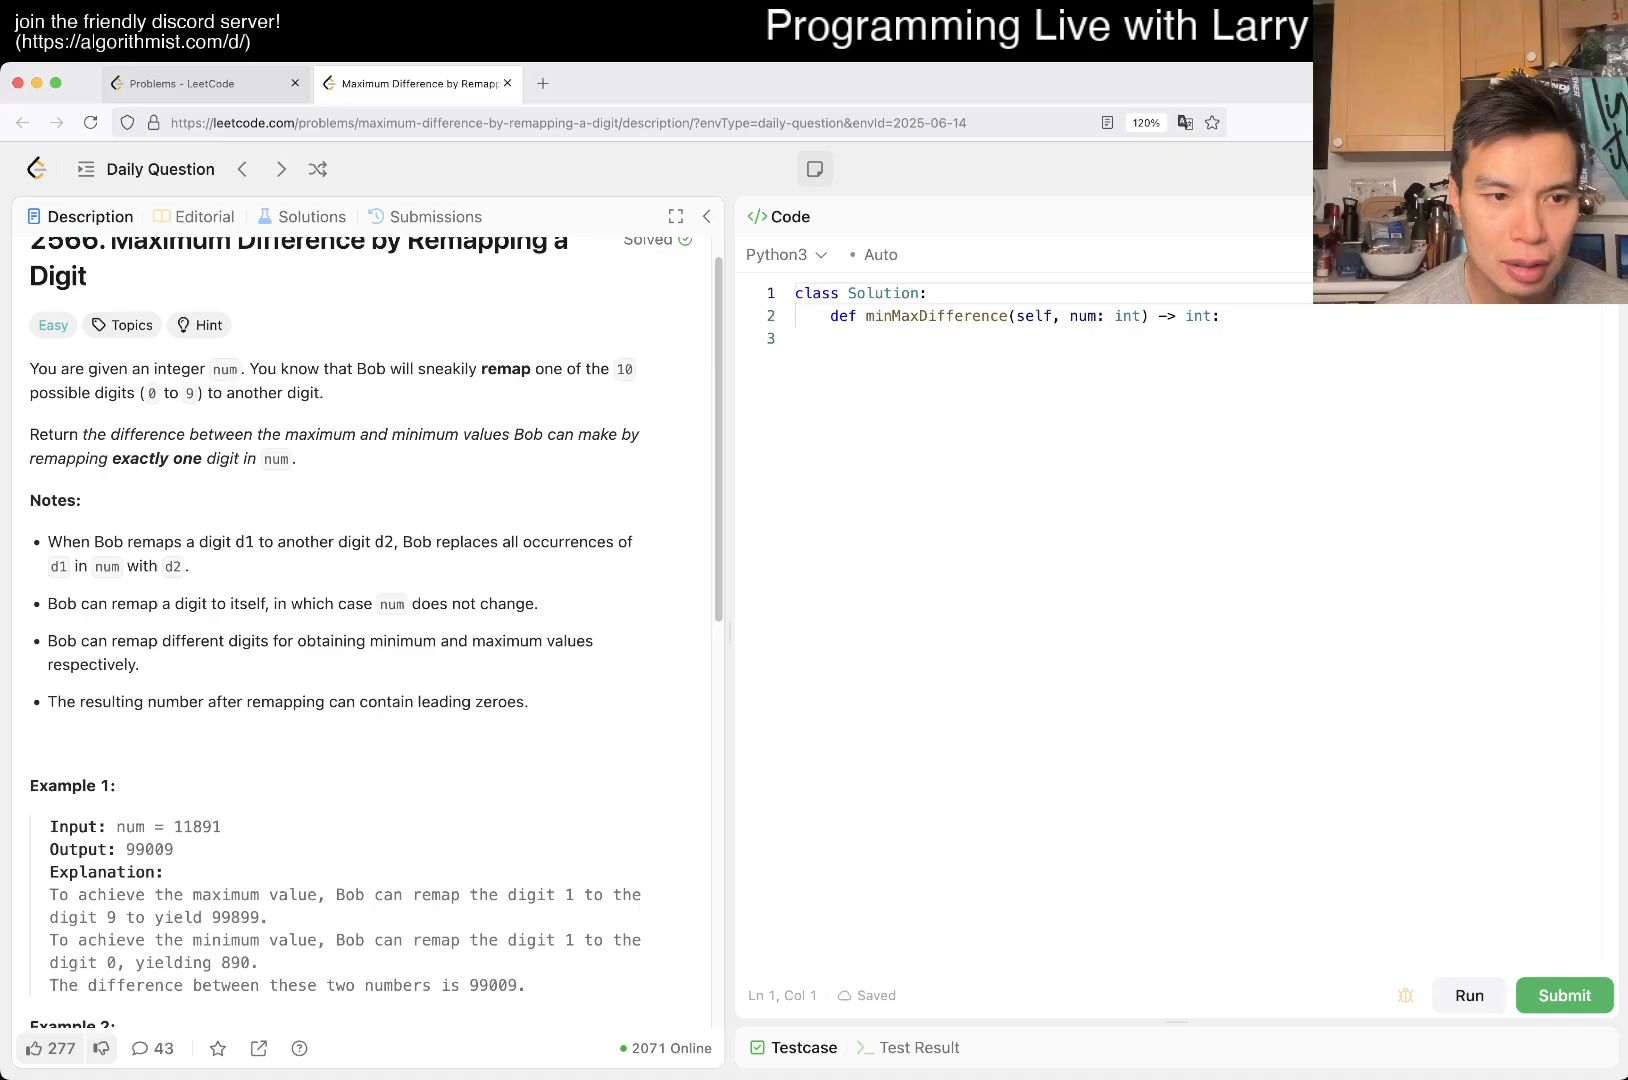 join the friendly discord server!
(https://algorithmist.com/d/)
Programming Live with Larry
Problems - LeetCode
Maximum Difference by Remapp
https://leetcode.com/problems/maximum-difference-by-remapping-a-digit/description/?envType=daily-question&envId=2025-06-14
120%
Daily Question
Description
Editorial
Solutions
Submissions
2566. Maximum Difference by Remapping a
Digit
Solved
Easy
Topics
Hint
You are given an integer num. You know that Bob will sneakily remap one of the 10
possible digits (0 to 9) to another digit.
Return the difference between the maximum and minimum values Bob can make by
remapping exactly one digit in num.
Notes:
• When Bob remaps a digit d1 to another digit d2, Bob replaces all occurrences of
d1 in num with d2.
• Bob can remap a digit to itself, in which case num does not change.
• Bob can remap different digits for obtaining minimum and maximum values
respectively.
• The resulting number after remapping can contain leading zeroes.
Example 1:
Input: num = 11891
Output: 99009
Explanation:
To achieve the maximum value, Bob can remap the digit 1 to the
digit 9 to yield 99899.
To achieve the minimum value, Bob can remap the digit 1 to the
digit 0, yielding 890.
The difference between these two numbers is 99009.
Example 2:
277
43
2071 Online
</> Code
Python3
• Auto
1 class Solution:
2 def minMaxDifference(self, num: int) -> int:
3
Ln 1, Col 1
Saved
Run
Submit
Testcase
Test Result